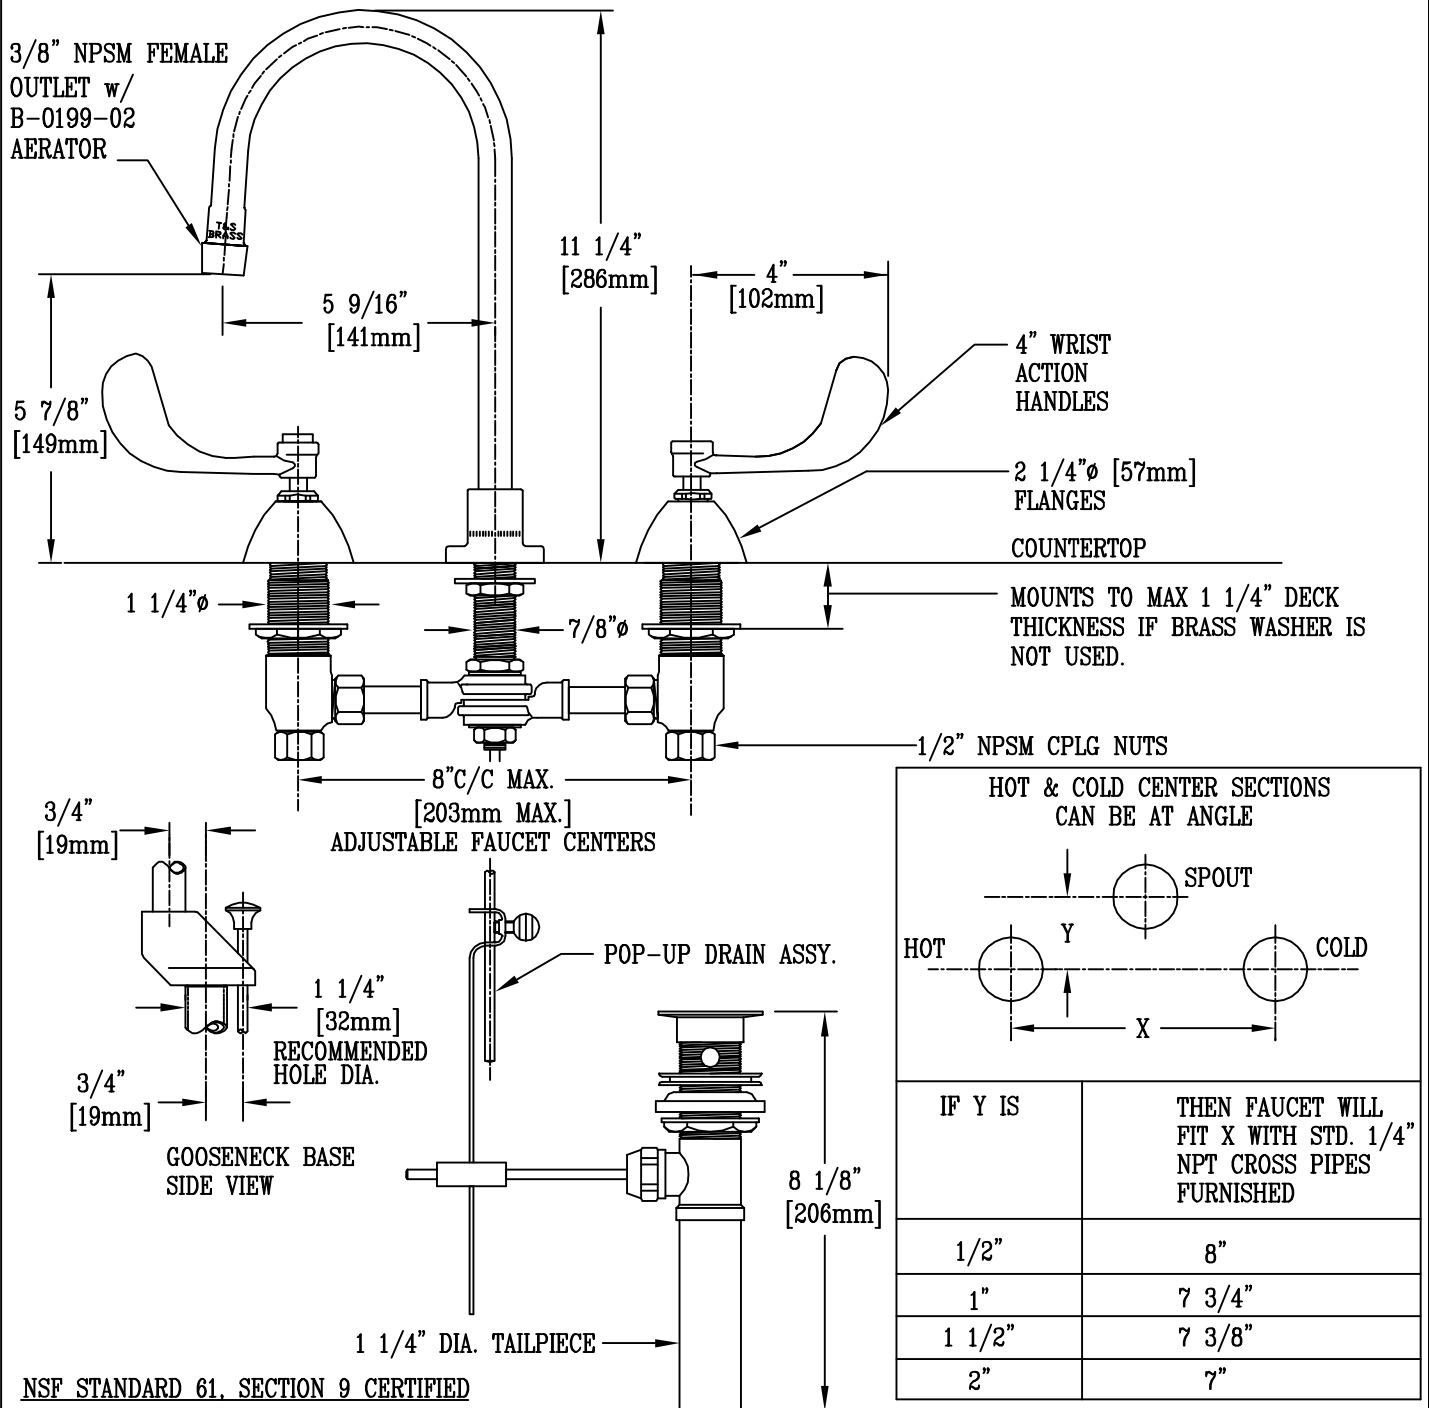 3/8" NPSM FEMALE
OUTLET w/
B-0199-02
AERATOR
T&S
BRASS
11 1/4"
[286mm]
4"
[102mm]
5 9/16"
[141mm]
4" WRIST
ACTION
HANDLES
5 7/8"
[149mm]
2 1/4"ø [57mm]
FLANGES
COUNTERTOP
1 1/4"ø
7/8"ø
MOUNTS TO MAX 1 1/4" DECK
THICKNESS IF BRASS WASHER IS
NOT USED.
1/2" NPSM CPLG NUTS
8"C/C MAX.
[203mm MAX.]
ADJUSTABLE FAUCET CENTERS
3/4"
[19mm]
1 1/4"
[32mm]
RECOMMENDED
HOLE DIA.
3/4"
[19mm]
GOOSENECK BASE
SIDE VIEW
POP-UP DRAIN ASSY.
8 1/8"
[206mm]
1 1/4" DIA. TAILPIECE
NSF STANDARD 61, SECTION 9 CERTIFIED
HOT & COLD CENTER SECTIONS
CAN BE AT ANGLE
SPOUT
Y
HOT
COLD
X
IF Y IS
THEN FAUCET WILL
FIT X WITH STD. 1/4"
NPT CROSS PIPES
FURNISHED
1/2" 8"
1" 7 3/4"
1 1/2" 7 3/8"
2" 7"